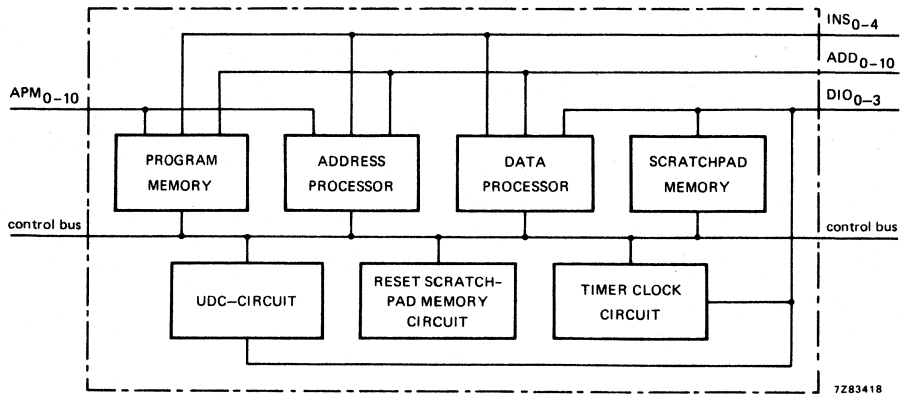 INS0–4
ADD0–10
APM0–10
DIO0–3
PROGRAM
MEMORY
ADDRESS
PROCESSOR
DATA
PROCESSOR
SCRATCHPAD
MEMORY
control bus
control bus
UDC–CIRCUIT
RESET SCRATCH–
PAD MEMORY
CIRCUIT
TIMER CLOCK
CIRCUIT
7Z83418